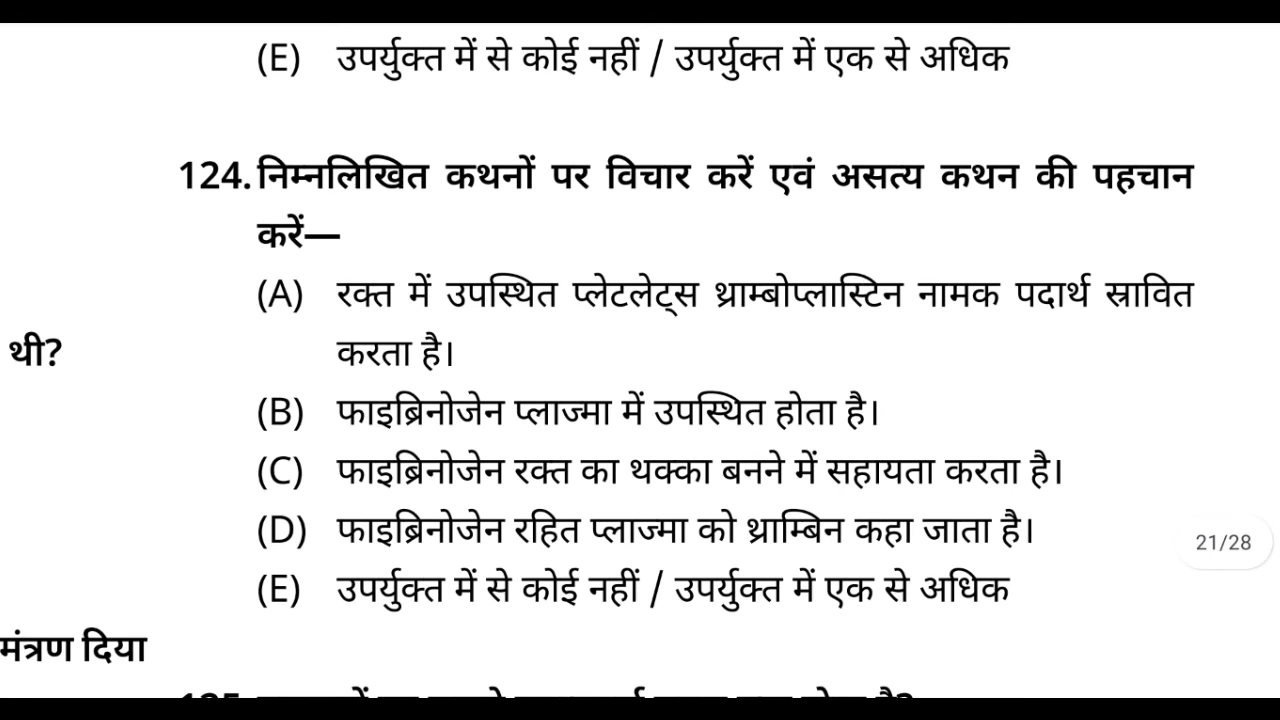 (E) उपर्युक्त में से कोई नहीं / उपर्युक्त में एक से अधिक
124. निम्नलिखित कथनों पर विचार करें एवं असत्य कथन की पहचान
करें—
(A) रक्त में उपस्थित प्लेटलेट्स थ्राम्बोप्लास्टिन नामक पदार्थ स्रावित
थी?
करता है।
(B) फाइब्रिनोजेन प्लाज्मा में उपस्थित होता है।
(C) फाइब्रिनोजेन रक्त का थक्का बनने में सहायता करता है।
(D) फाइब्रिनोजेन रहित प्लाज्मा को थ्राम्बिन कहा जाता है।
21/28
(E) उपर्युक्त में से कोई नहीं / उपर्युक्त में एक से अधिक
मंत्रण दिया